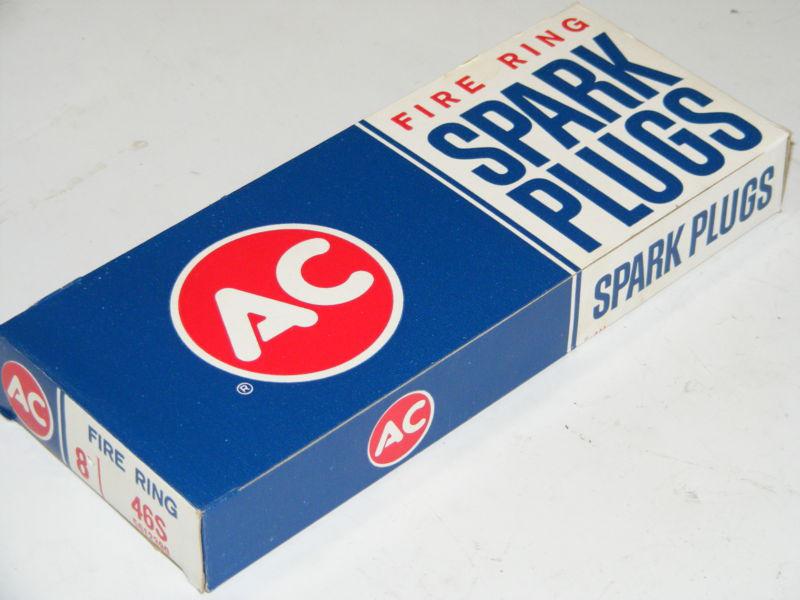 FIRE RING
SPARK
PLUGS
AC
®
SPARK PLUGS
AC
AC
FIRE RING
8
46S